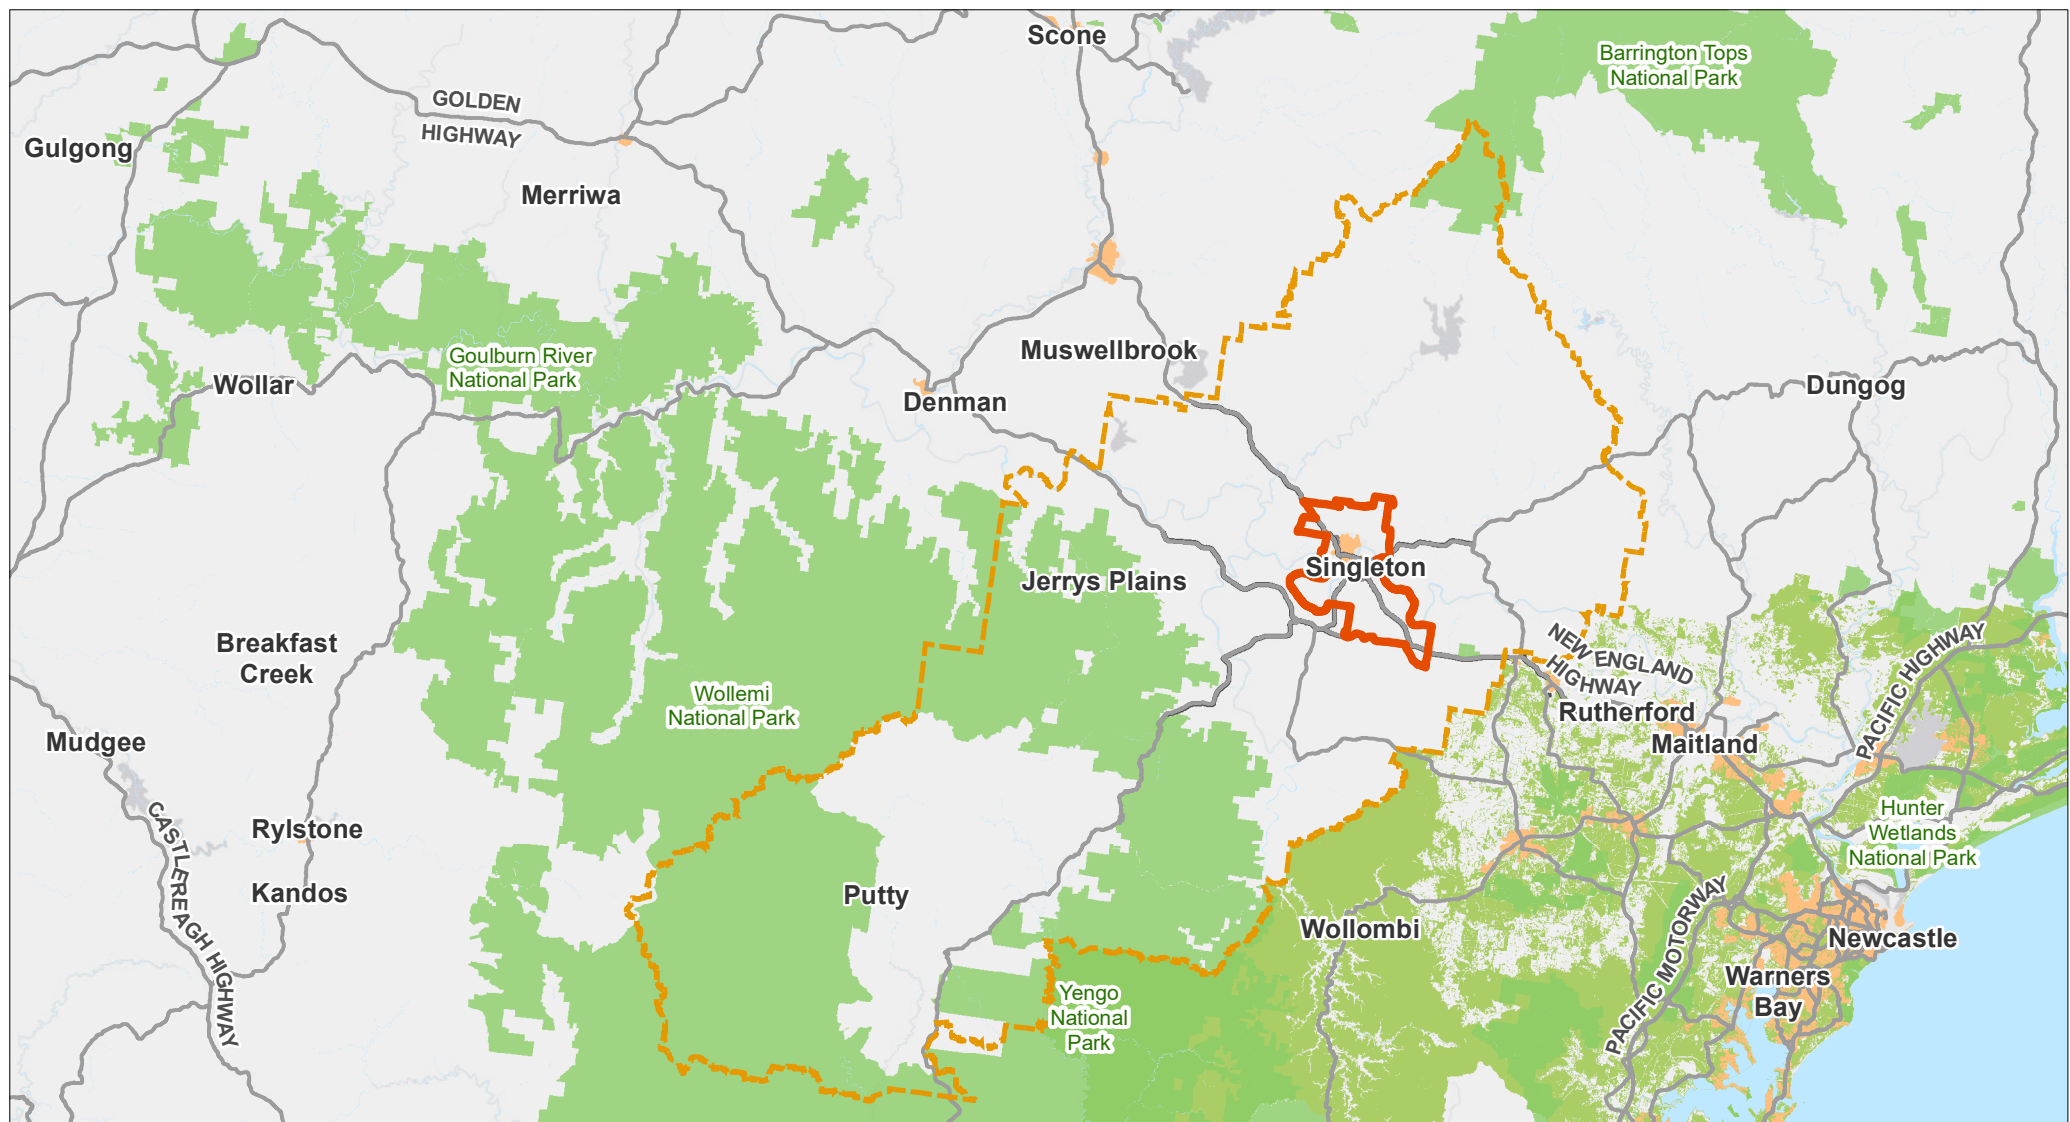 Scone
Barrington Tops
National Park
GOLDEN
HIGHWAY
Gulgong
Merriwa
Muswellbrook
Goulburn River
National Park
Wollar
Denman
Dungog
Singleton
Jerrys Plains
Breakfast
Creek
NEW ENGLAND
HIGHWAY
PACIFIC HIGHWAY
Wollemi
National Park
Rutherford
Maitland
Mudgee
CASTLEREAGH HIGHWAY
Rylstone
Hunter
Wetlands
National Park
Kandos
Putty
Wollombi
PACIFIC MOTORWAY
Newcastle
Warners
Bay
Yengo
National
Park